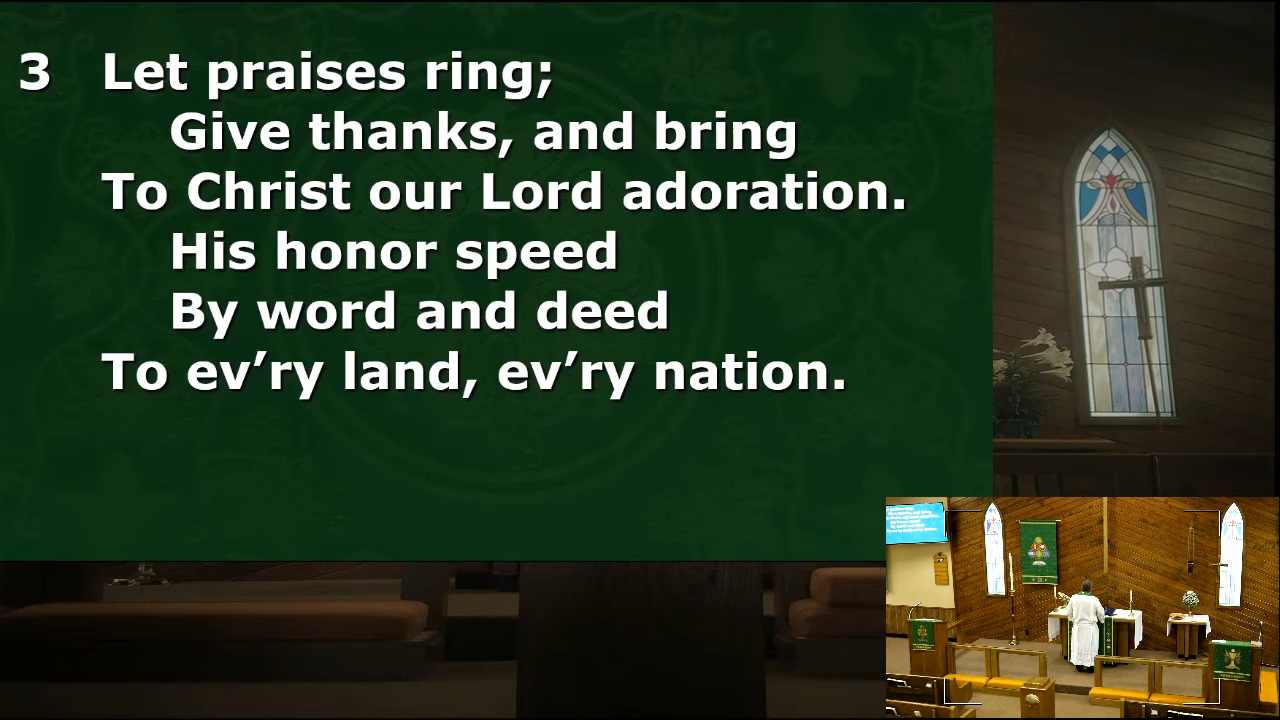 3 Let praises ring;
Give thanks, and bring
To Christ our Lord adoration.
His honor speed
By word and deed
To ev’ry land, ev’ry nation.